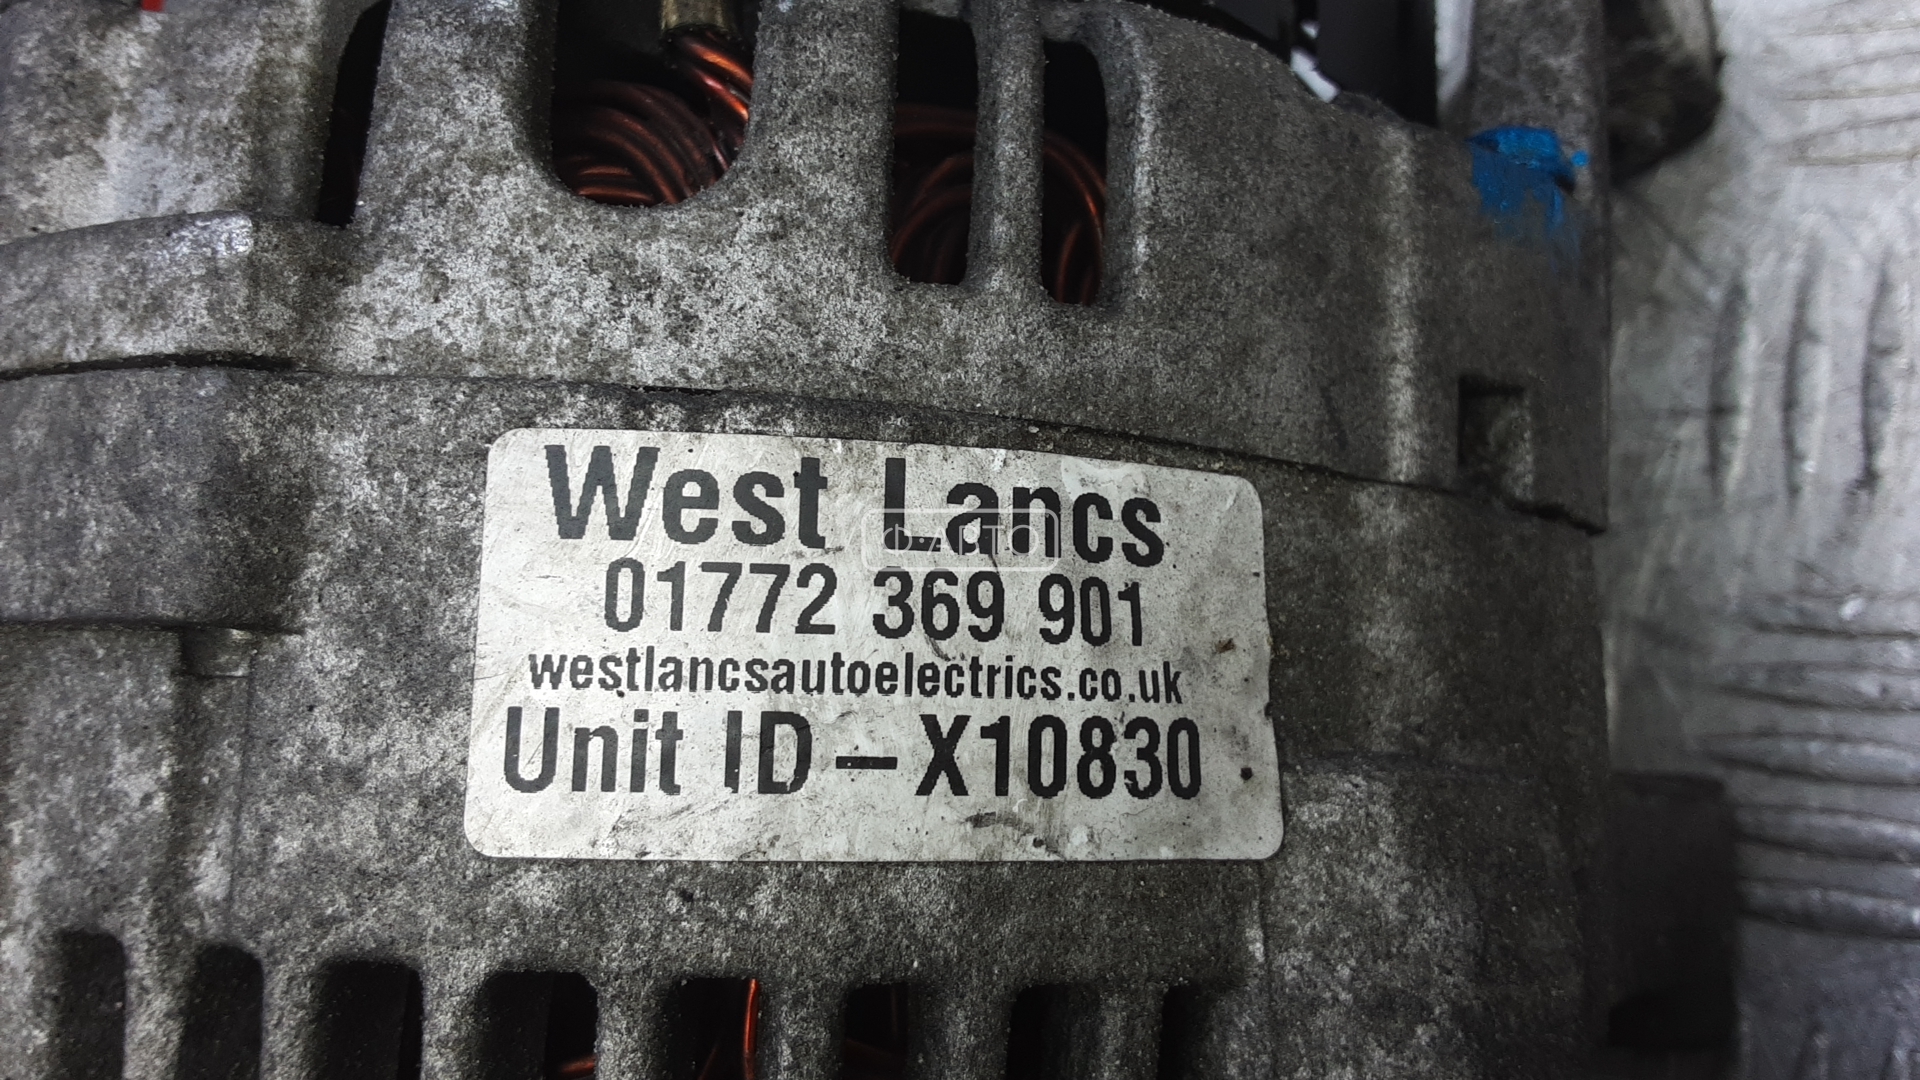 West Lancs
01772 369 901
westlancsautoelectrics.co.uk
Unit ID – X10830